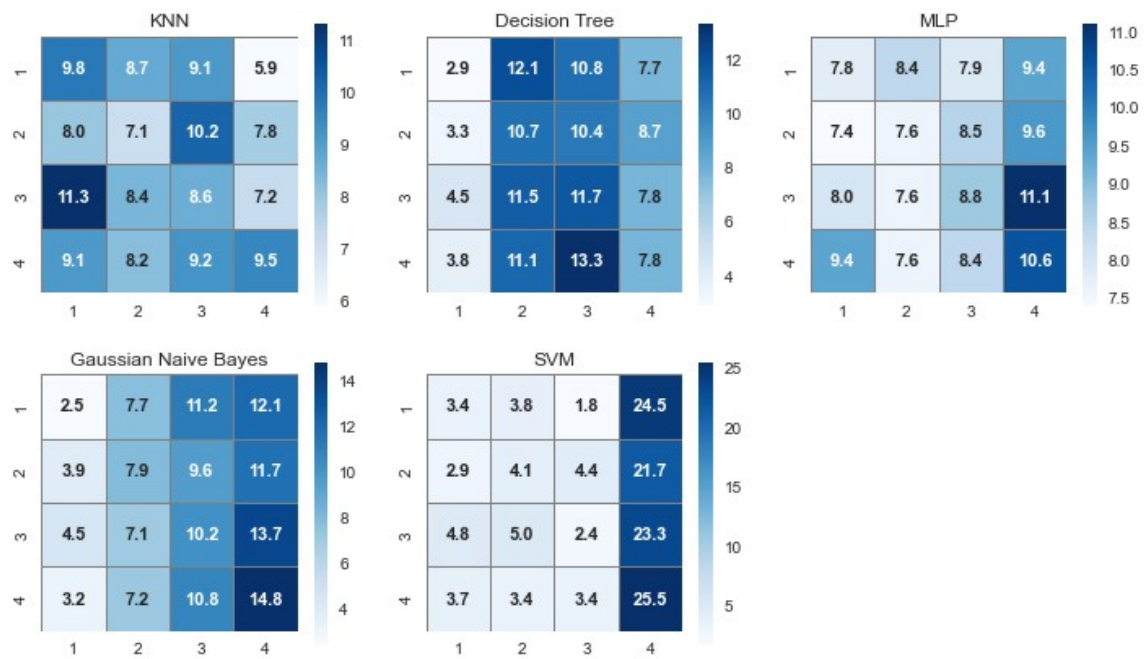 KNN
9.8 8.7 9.1 5.9
8.0 7.1 10.2 7.8
11.3 8.4 8.6 7.2
9.1 8.2 9.2 9.5
1
2
3
4
1 2 3 4
11
10
9
8
7
6
Decision Tree
2.9 12.1 10.8 7.7
3.3 10.7 10.4 8.7
4.5 11.5 11.7 7.8
3.8 11.1 13.3 7.8
1
2
3
4
1 2 3 4
12
10
8
6
4
MLP
7.8 8.4 7.9 9.4
7.4 7.6 8.5 9.6
8.0 7.6 8.8 11.1
9.4 7.6 8.4 10.6
1
2
3
4
1 2 3 4
11.0
10.5
10.0
9.5
9.0
8.5
8.0
7.5
Gaussian Naive Bayes
2.5 7.7 11.2 12.1
3.9 7.9 9.6 11.7
4.5 7.1 10.2 13.7
3.2 7.2 10.8 14.8
1
2
3
4
1 2 3 4
14
12
10
8
6
4
SVM
3.4 3.8 1.8 24.5
2.9 4.1 4.4 21.7
4.8 5.0 2.4 23.3
3.7 3.4 3.4 25.5
1
2
3
4
1 2 3 4
25
20
15
10
5